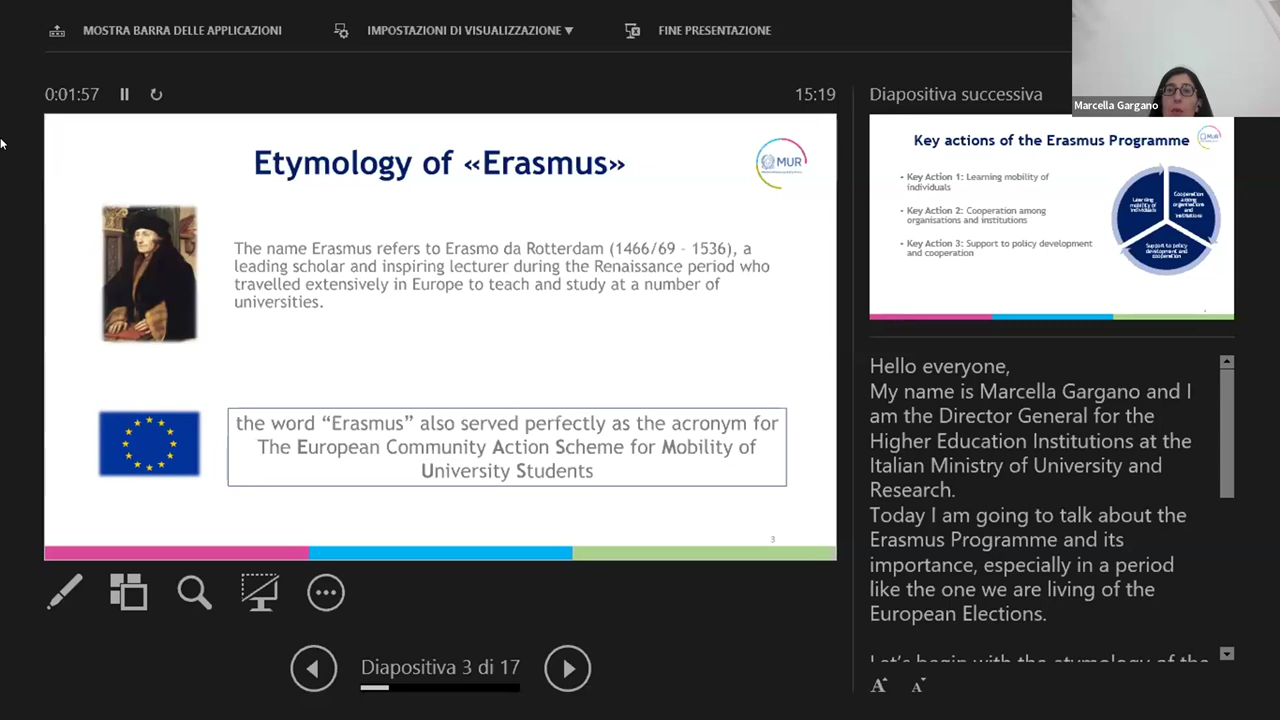 MOSTRA BARRA DELLE APPLICAZIONI
IMPOSTAZIONI DI VISUALIZZAZIONE ▼
FINE PRESENTAZIONE
Marcella Gargano
0:01:57
15:19
Etymology of «Erasmus»
MUR
The name Erasmus refers to Erasmo da Rotterdam (1466/69 - 1536), a
leading scholar and inspiring lecturer during the Renaissance period who
travelled extensively in Europe to teach and study at a number of
universities.
the word “Erasmus” also served perfectly as the acronym for
The European Community Action Scheme for Mobility of
University Students
3
Diapositiva 3 di 17
Diapositiva successiva
Key actions of the Erasmus Programme
MUR
• Key Action 1: Learning mobility of
individuals
• Key Action 2: Cooperation among
organisations and institutions
• Key Action 3: Support to policy development
and cooperation
Learning
mobility of
individuals
Cooperation
among
organisations
and
institutions
Support to policy
development and
cooperation
Hello everyone,
My name is Marcella Gargano and I
am the Director General for the
Higher Education Institutions at the
Italian Ministry of University and
Research.
Today I am going to talk about the
Erasmus Programme and its
importance, especially in a period
like the one we are living of the
European Elections.
Let’s begin with the etymology of the
A A